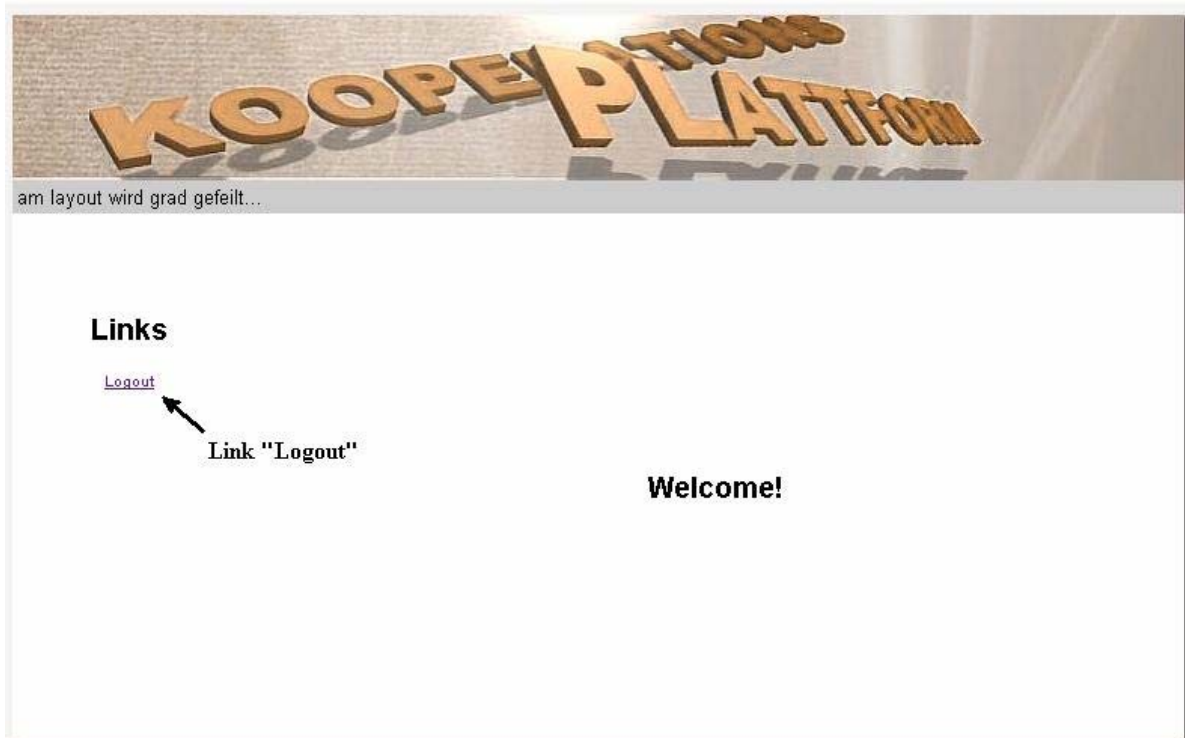 KOOPERATIONS
PLATTFORM
am layout wird grad gefeilt...
Links
Logout
Link "Logout"
Welcome!